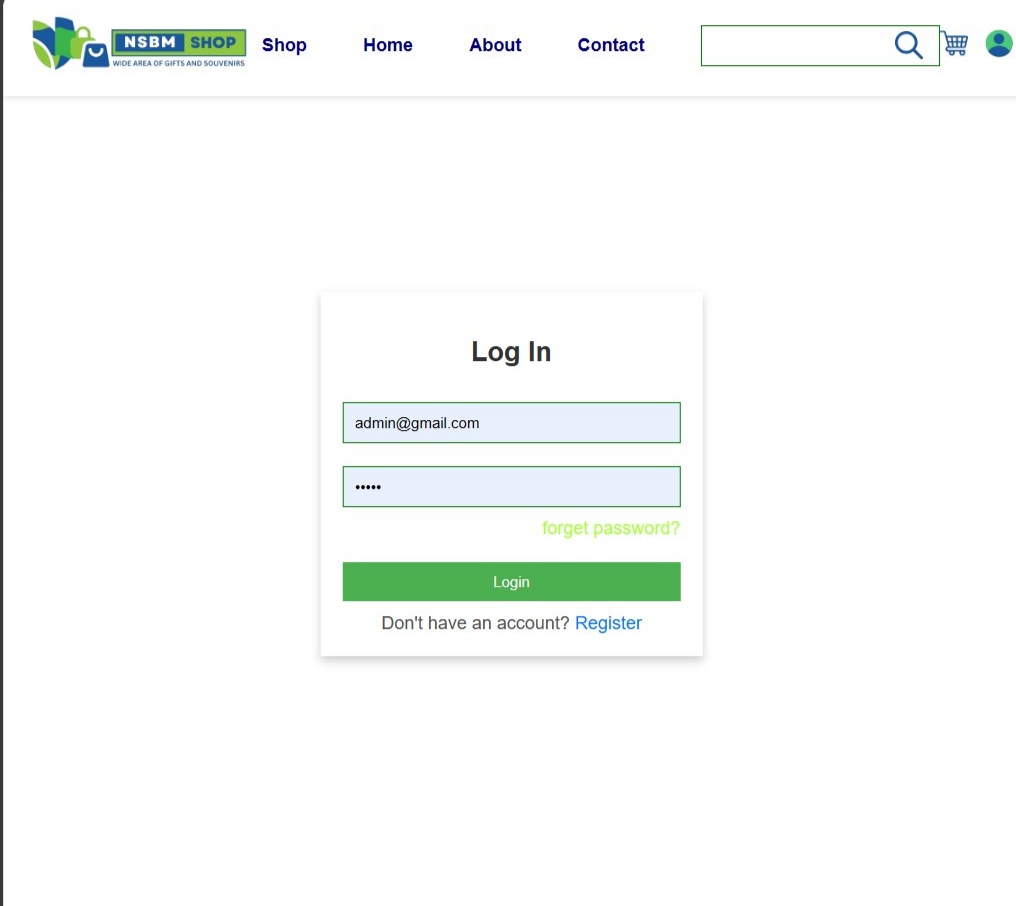 NSBM SHOP
WIDE AREA OF GIFTS AND SOUVENIRS
Shop Home About Contact
Log In
admin@gmail.com
•••••
forget password?
Login
Don't have an account? Register